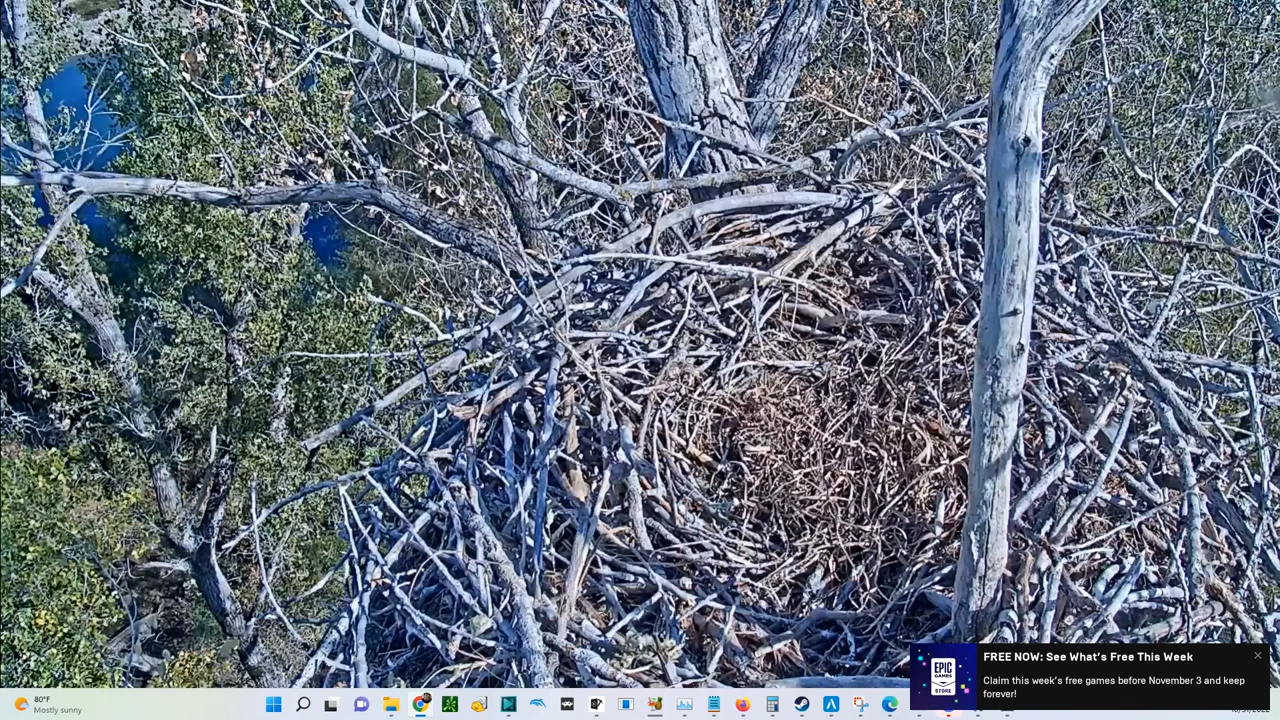 EPIC
GAMES
STORE
FREE NOW: See What's Free This Week
Claim this week's free games before November 3 and keep
forever!
80°F
Mostly sunny